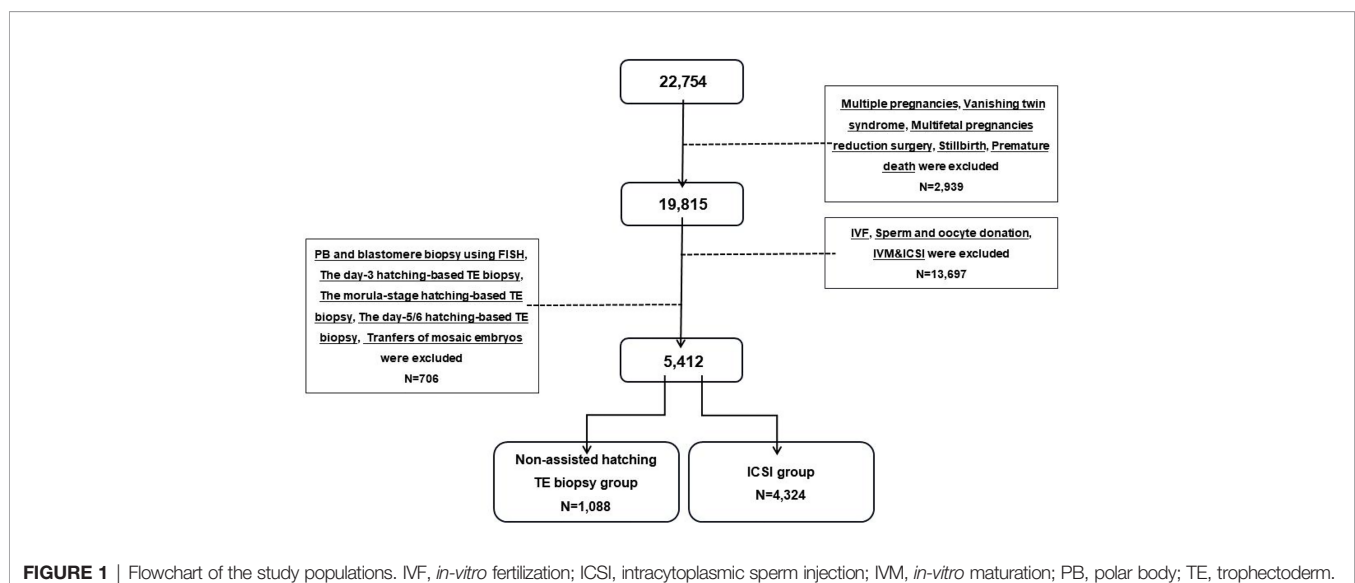 22,754
Multiple pregnancies, Vanishing twin
syndrome, Multifetal pregnancies
reduction surgery, Stillbirth, Premature
death were excluded
N=2,939
19,815
IVF, Sperm and oocyte donation,
IVM&ICSI were excluded
N=13,697
PB and blastomere biopsy using FISH,
The day-3 hatching-based TE biopsy,
The morula-stage hatching-based TE
biopsy, The day-5/6 hatching-based TE
biopsy, Tranfers of mosaic embryos
were excluded
N=706
5,412
Non-assisted hatching
TE biopsy group
N=1,088
ICSI group
N=4,324
FIGURE 1 | Flowchart of the study populations. IVF, in-vitro fertilization; ICSI, intracytoplasmic sperm injection; IVM, in-vitro maturation; PB, polar body; TE, trophectoderm.